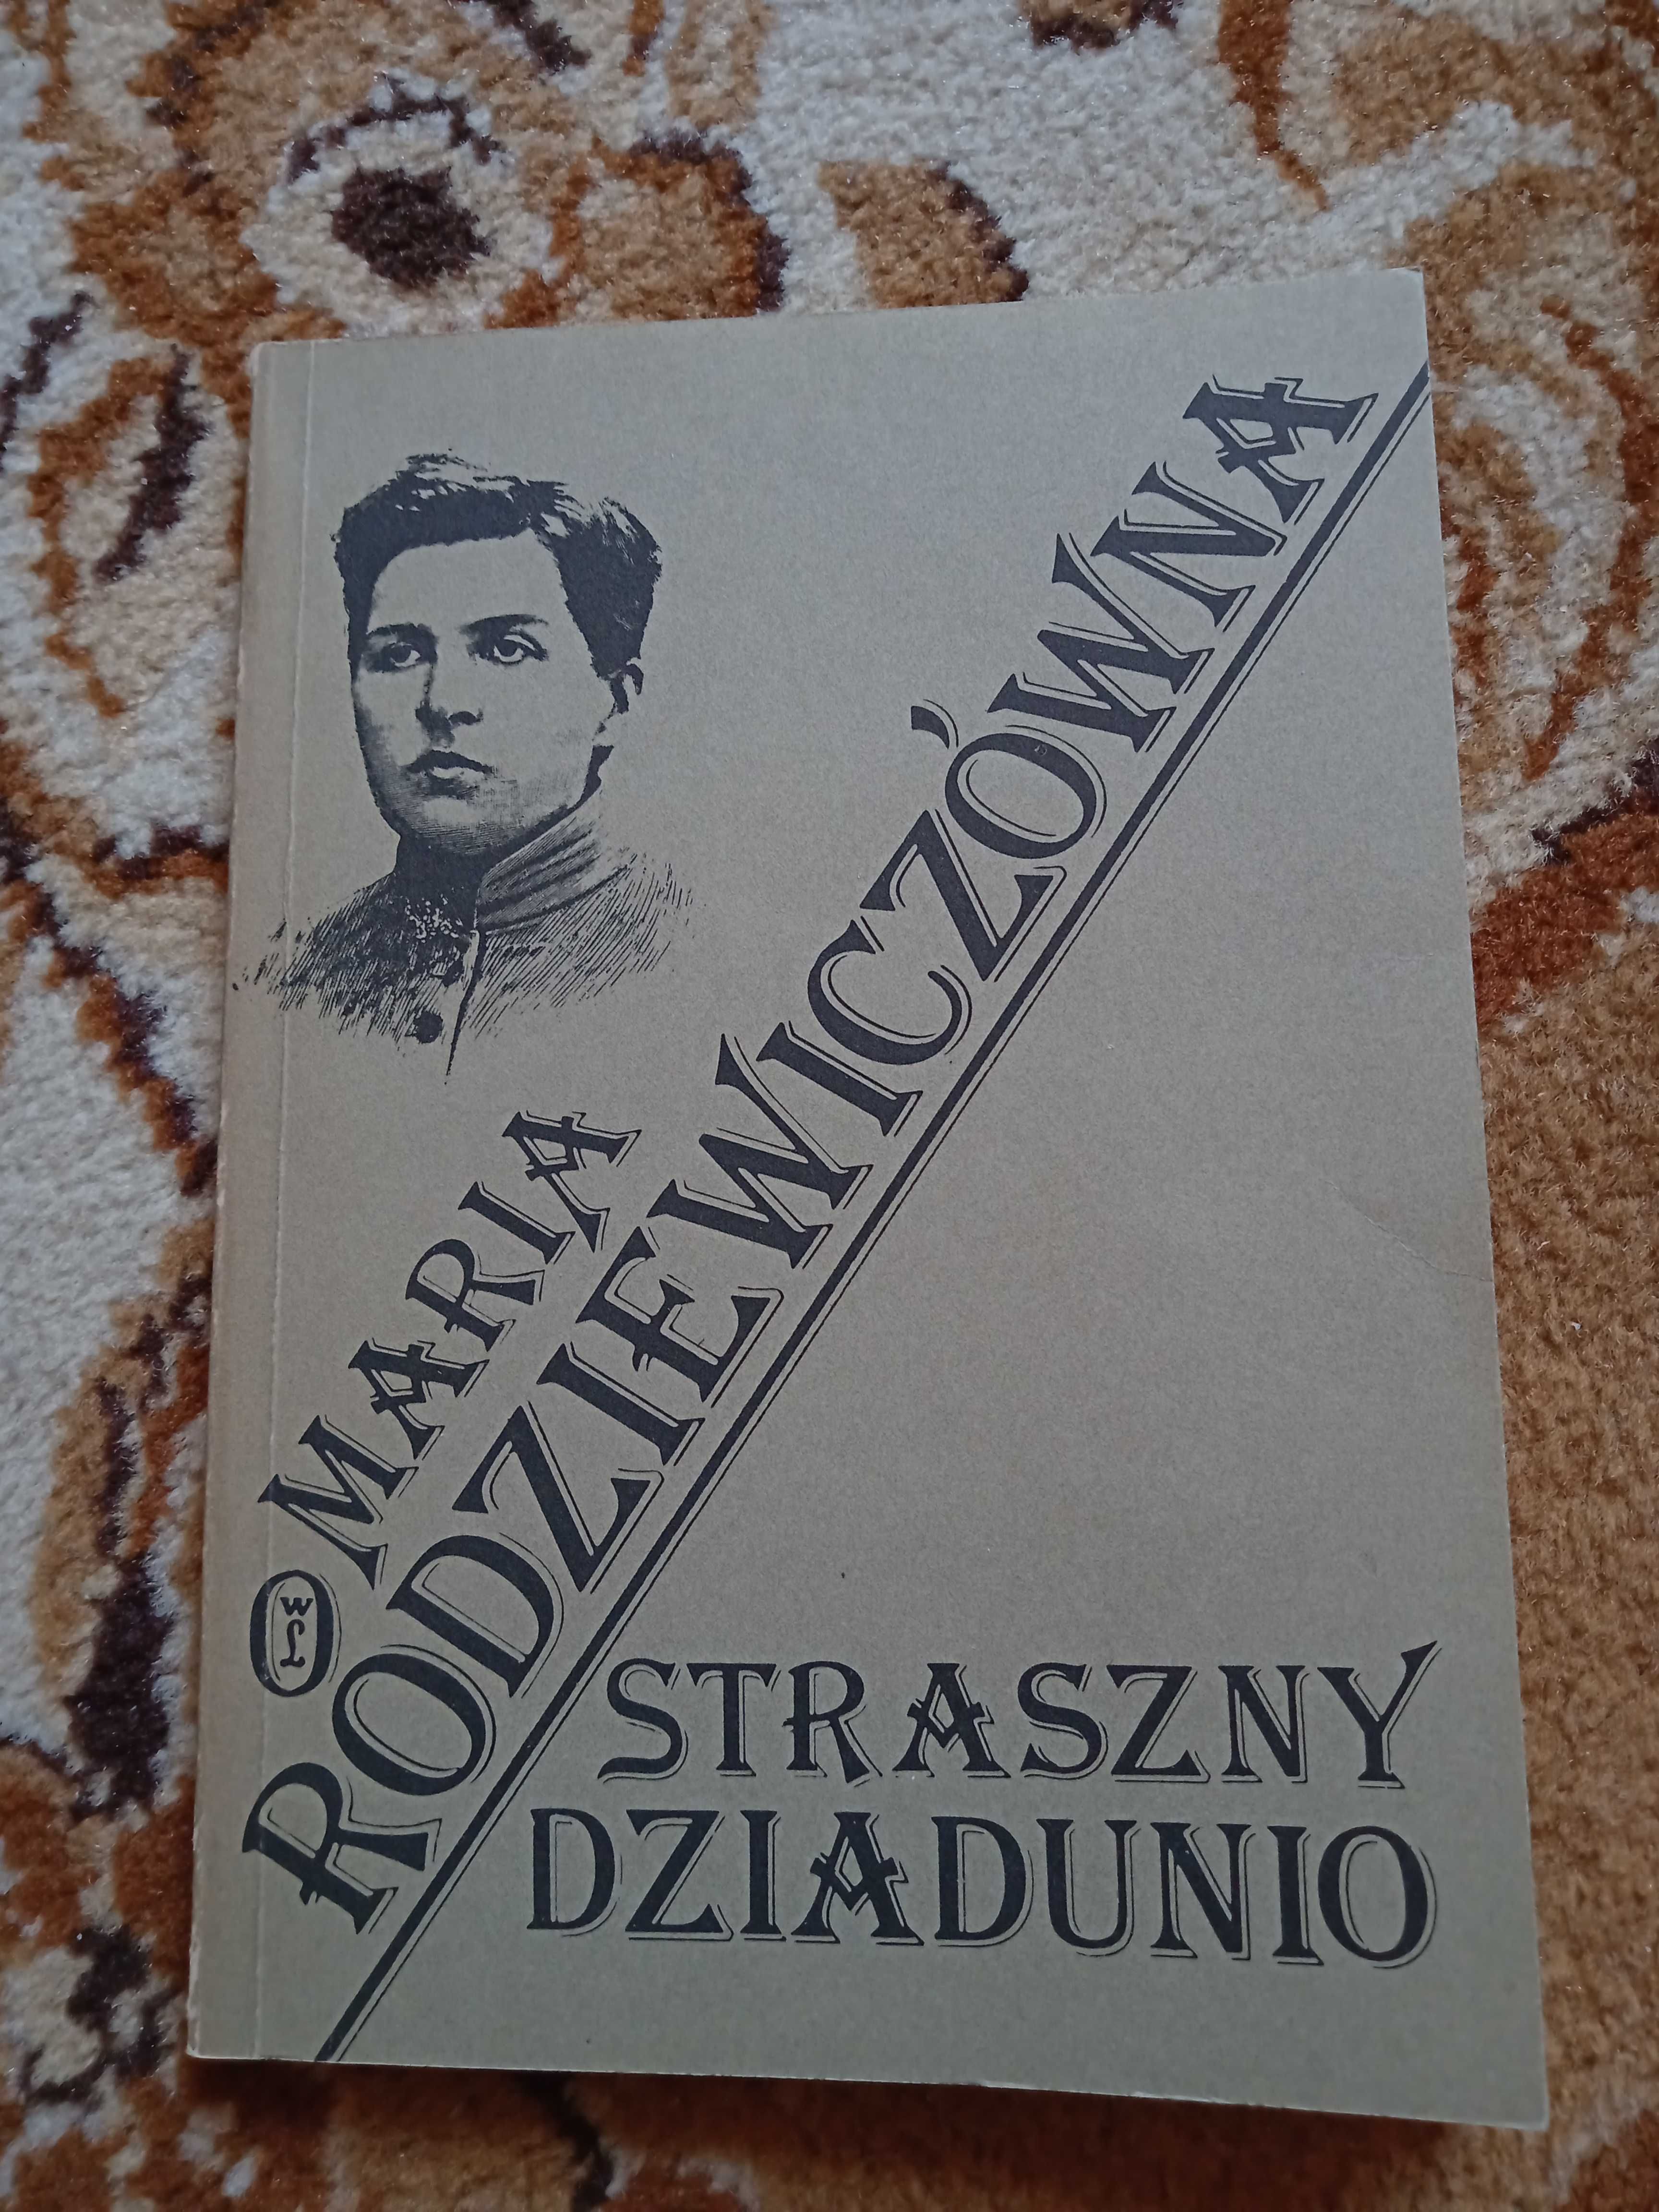 MARIA
RODZIEWICZÓWNA
WL
STRASZNY
DZIADUNIO